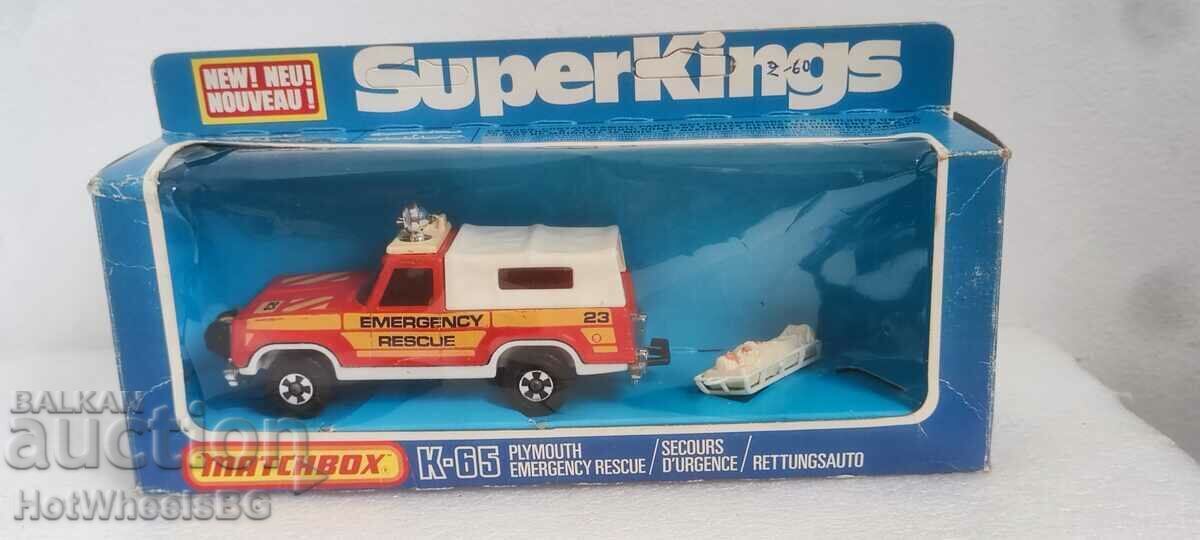 NEW! NEU!
NOUVEAU!
SuperKings
2-60
23
EMERGENCY
RESCUE
23
MATCHBOX
K-65 PLYMOUTH
EMERGENCY RESCUE / SECOURS
D'URGENCE / RETTUNGSAUTO
BALKAN
auction
HotWheelsBG